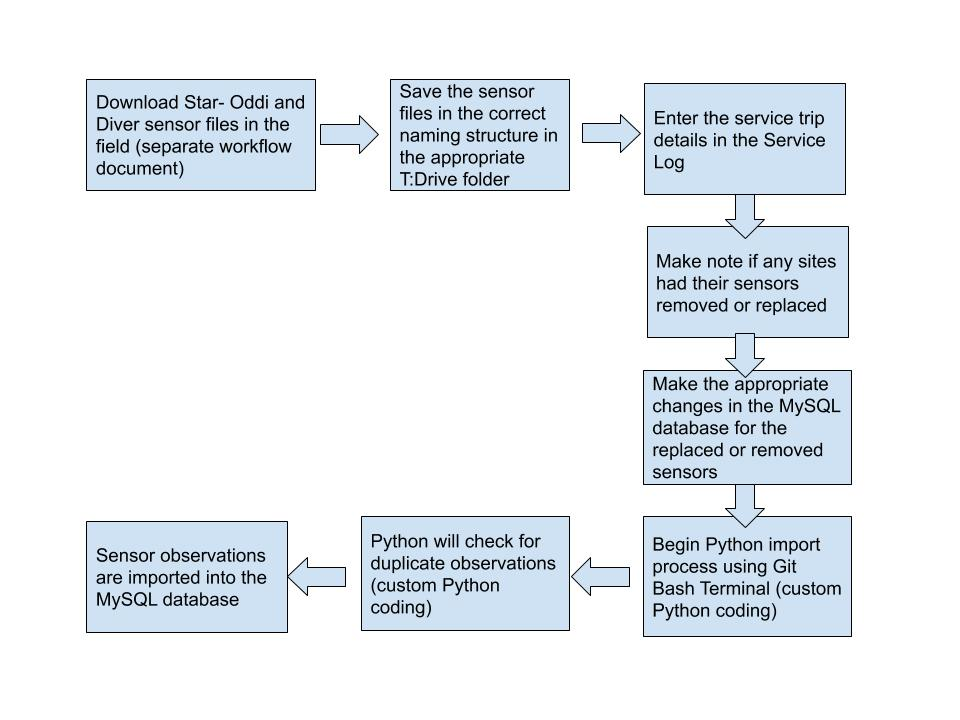 Download Star- Oddi and
Diver sensor files in the
field (separate workflow
document)
Save the sensor
files in the correct
naming structure in
the appropriate
T:Drive folder
Enter the service trip
details in the Service
Log
Make note if any sites
had their sensors
removed or replaced
Make the appropriate
changes in the MySQL
database for the
replaced or removed
sensors
Begin Python import
process using Git
Bash Terminal (custom
Python coding)
Python will check for
duplicate observations
(custom Python
coding)
Sensor observations
are imported into the
MySQL database